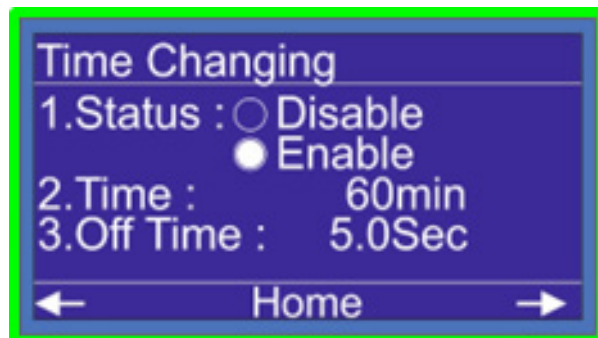 Time Changing
1.Status : Disable
Enable
2.Time : 60min
3.Off Time : 5.0Sec
Home